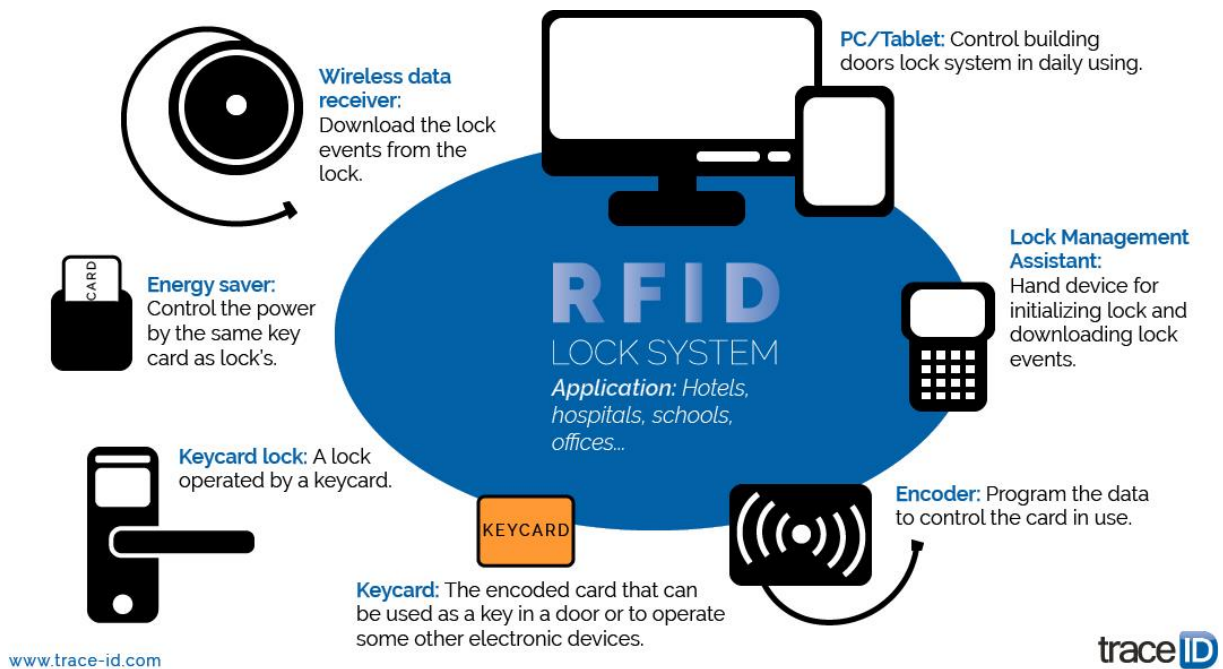 PC/Tablet: Control building
doors lock system in daily using.
Wireless data
receiver:
Download the lock
events from the
lock.
Lock Management
Assistant:
Hand device for
initializing lock and
downloading lock
events.
CARD
Energy saver:
Control the power
by the same key
card as lock's.
RFID
LOCK SYSTEM
Application: Hotels,
hospitals, schools,
offices...
Keycard lock: A lock
operated by a keycard.
KEYCARD
Encoder: Program the data
to control the card in use.
Keycard: The encoded card that can
be used as a key in a door or to operate
some other electronic devices.
www.trace-id.com
trace ID